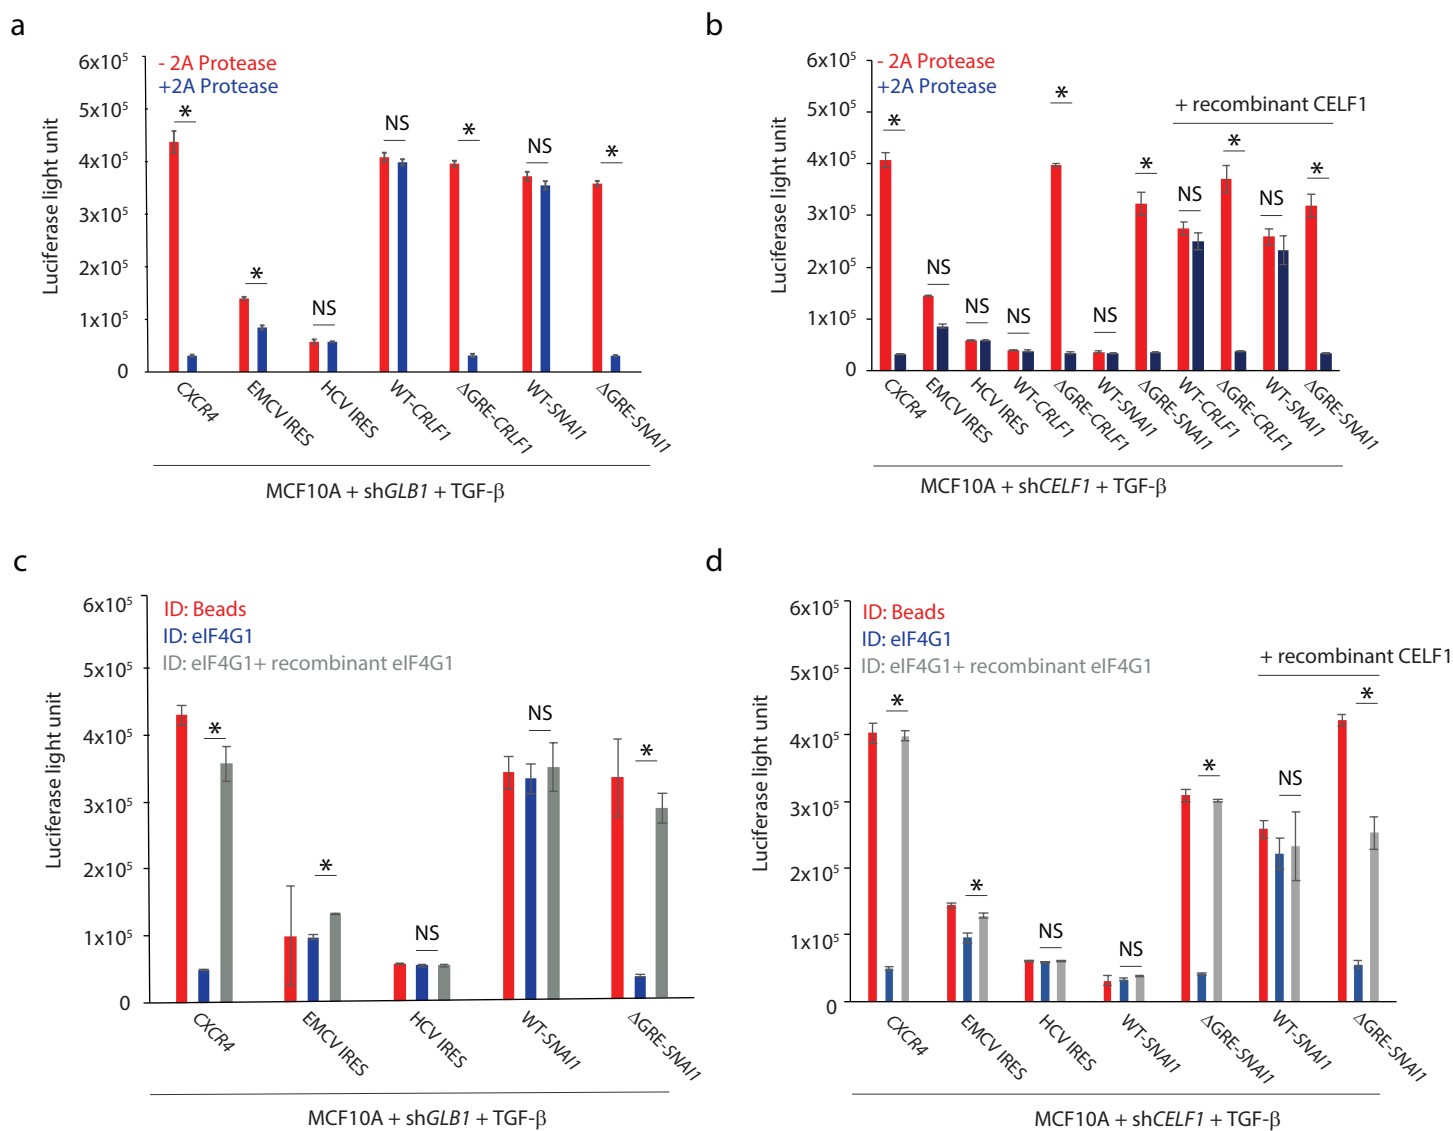 a
- 2A Protease
+2A Protease
Luciferase light unit
6x10⁵
5x10⁵
4x10⁵
3x10⁵
2x10⁵
1x10⁵
0
*
*
NS
NS
*
NS
*
CXCR4
EMCV IRES
HCV IRES
WT-CRLF1
ΔGRE-CRLF1
WT-SNAI1
ΔGRE-SNAI1
MCF10A + shGLB1 + TGF-β
b
- 2A Protease
+2A Protease
+ recombinant CELF1
Luciferase light unit
6x10⁵
5x10⁵
4x10⁵
3x10⁵
2x10⁵
1x10⁵
0
*
NS
NS
NS
*
NS
*
NS
*
NS
*
CXCR4
EMCV IRES
HCV IRES
WT-CRLF1
ΔGRE-CRLF1
WT-SNAI1
ΔGRE-SNAI1
WT-CRLF1
ΔGRE-CRLF1
WT-SNAI1
ΔGRE-SNAI1
MCF10A + shCELF1 + TGF-β
c
ID: Beads
ID: eIF4G1
ID: eIF4G1+ recombinant eIF4G1
Luciferase light unit
6x10⁵
5x10⁵
4x10⁵
3x10⁵
2x10⁵
1x10⁵
0
*
*
NS
NS
*
CXCR4
EMCV IRES
HCV IRES
WT-SNAI1
ΔGRE-SNAI1
MCF10A + shGLB1 + TGF-β
d
ID: Beads
ID: eIF4G1
ID: eIF4G1+ recombinant eIF4G1
+ recombinant CELF1
Luciferase light unit
6x10⁵
5x10⁵
4x10⁵
3x10⁵
2x10⁵
1x10⁵
0
*
*
NS
NS
*
NS
*
CXCR4
EMCV IRES
HCV IRES
WT-SNAI1
ΔGRE-SNAI1
WT-SNAI1
ΔGRE-SNAI1
MCF10A + shCELF1 + TGF-β